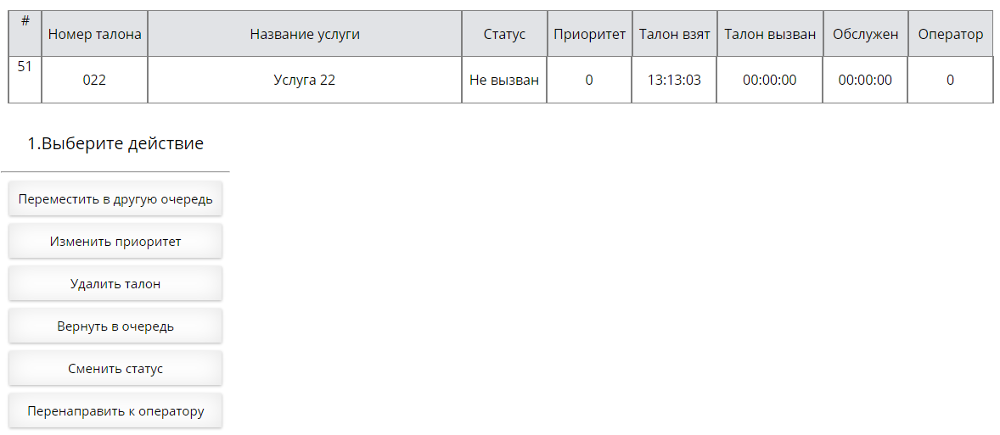 # Номер талона Название услуги Статус Приоритет Талон взят Талон вызван Обслужен Оператор
51 022 Услуга 22 Не вызван 0 13:13:03 00:00:00 00:00:00 0
1.Выберите действие
Переместить в другую очередь
Изменить приоритет
Удалить талон
Вернуть в очередь
Сменить статус
Перенаправить к оператору